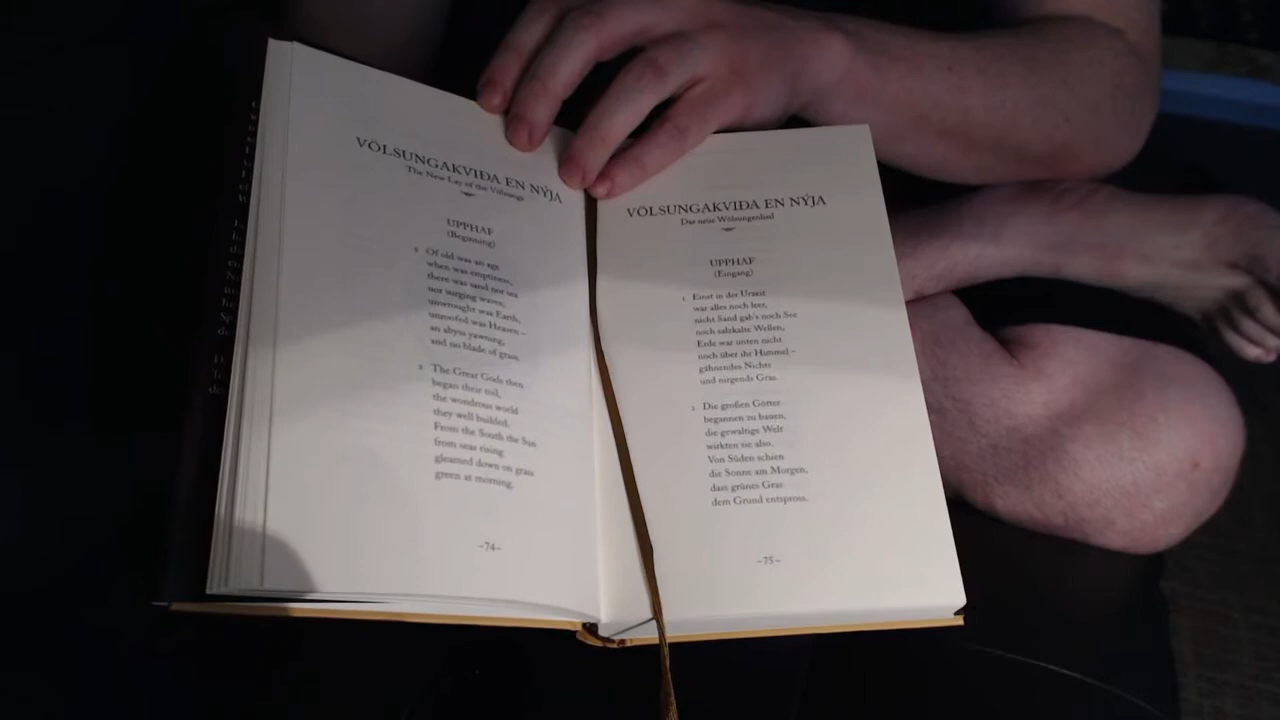 VÖLSUNGAKVIÐA EN NÝJA
The New Lay of the Völsungs
UPPHAF
(Beginning)
1 Of old was an age
when was emptiness,
there was sand nor sea
nor surging waves;
unwrought was Earth,
unroofed was Heaven –
an abyss yawning,
and no blade of grass.
2 The Great Gods then
began their toil,
the wondrous world
they well builded.
From the South the Sun
from seas rising
gleamed down on grass
green at morning.
–74–
VÖLSUNGAKVIÐA EN NÝJA
Das neue Wölsungenlied
UPPHAF
(Eingang)
1 Einst in der Urzeit
war alles noch leer,
nicht Sand gab's noch See
noch salzkalte Wellen,
Erde war unten nicht
noch über ihr Himmel –
gähnendes Nichts
und nirgends Gras.
2 Die großen Götter
begannen zu bauen,
die gewaltige Welt
wirkten sie also.
Von Süden schien
die Sonne am Morgen,
dass grünes Gras
dem Grund entspross.
–75–